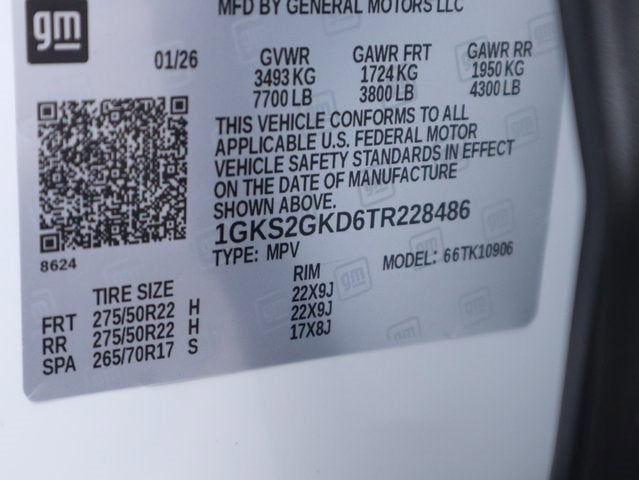 MFD BY GENERAL MOTORS LLC
gm
01/26
GVWR GAWR FRT GAWR RR
3493 KG 1724 KG 1950 KG
7700 LB 3800 LB 4300 LB
THIS VEHICLE CONFORMS TO ALL
APPLICABLE U.S. FEDERAL MOTOR
VEHICLE SAFETY STANDARDS IN EFFECT
ON THE DATE OF MANUFACTURE
SHOWN ABOVE.
1GKS2GKD6TR228486
TYPE: MPV MODEL: 66TK10906
8624
TIRE SIZE RIM
FRT 275/50R22 H 22X9J
RR 275/50R22 H 22X9J
SPA 265/70R17 S 17X8J